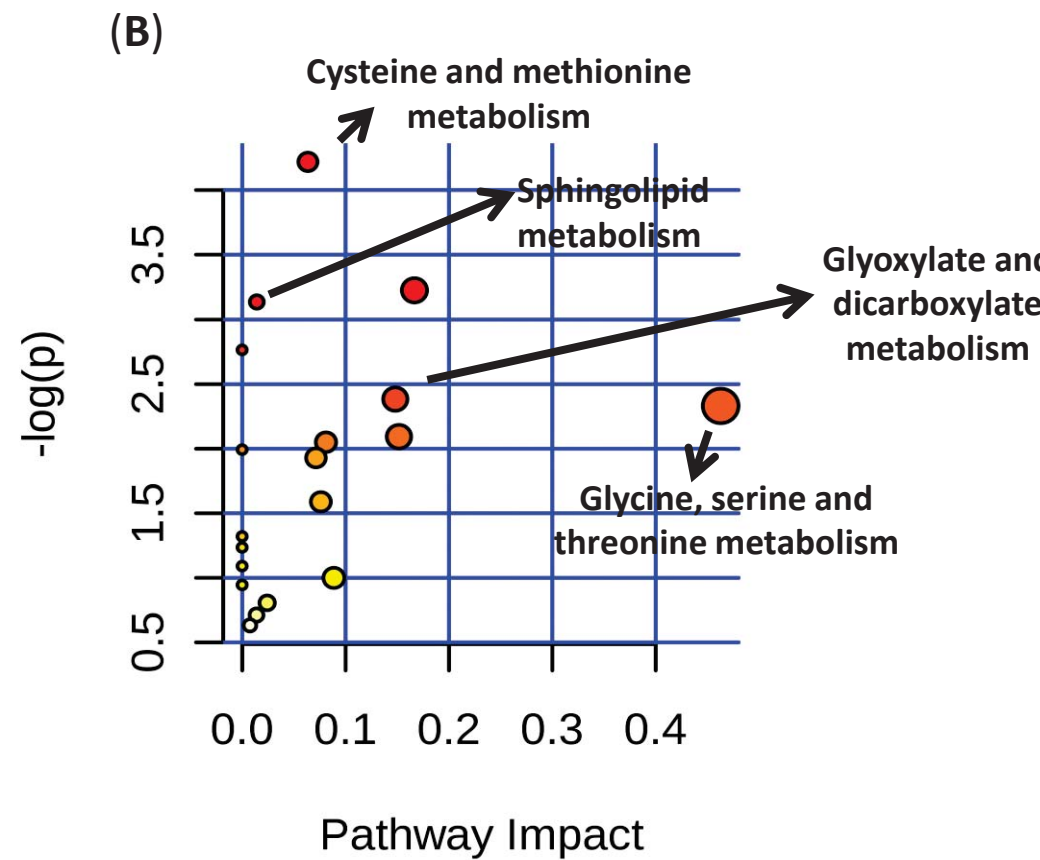 (B)
Cysteine and methionine
metabolism
Sphingolipid
metabolism
Glyoxylate and
dicarboxylate
metabolism
Glycine, serine and
threonine metabolism
-log(p)
3.5
2.5
1.5
0.5
0.0 0.1 0.2 0.3 0.4
Pathway Impact